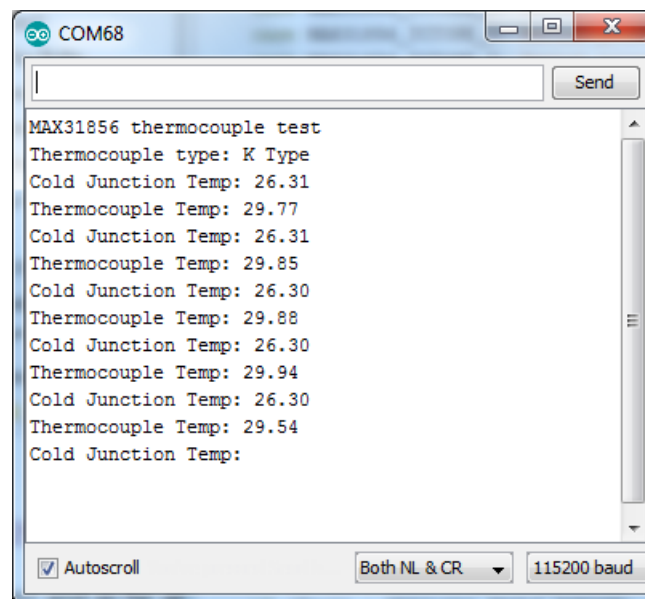 COM68
Send
MAX31856 thermocouple test
Thermocouple type: K Type
Cold Junction Temp: 26.31
Thermocouple Temp: 29.77
Cold Junction Temp: 26.31
Thermocouple Temp: 29.85
Cold Junction Temp: 26.30
Thermocouple Temp: 29.88
Cold Junction Temp: 26.30
Thermocouple Temp: 29.94
Cold Junction Temp: 26.30
Thermocouple Temp: 29.54
Cold Junction Temp:
Autoscroll Both NL & CR 115200 baud